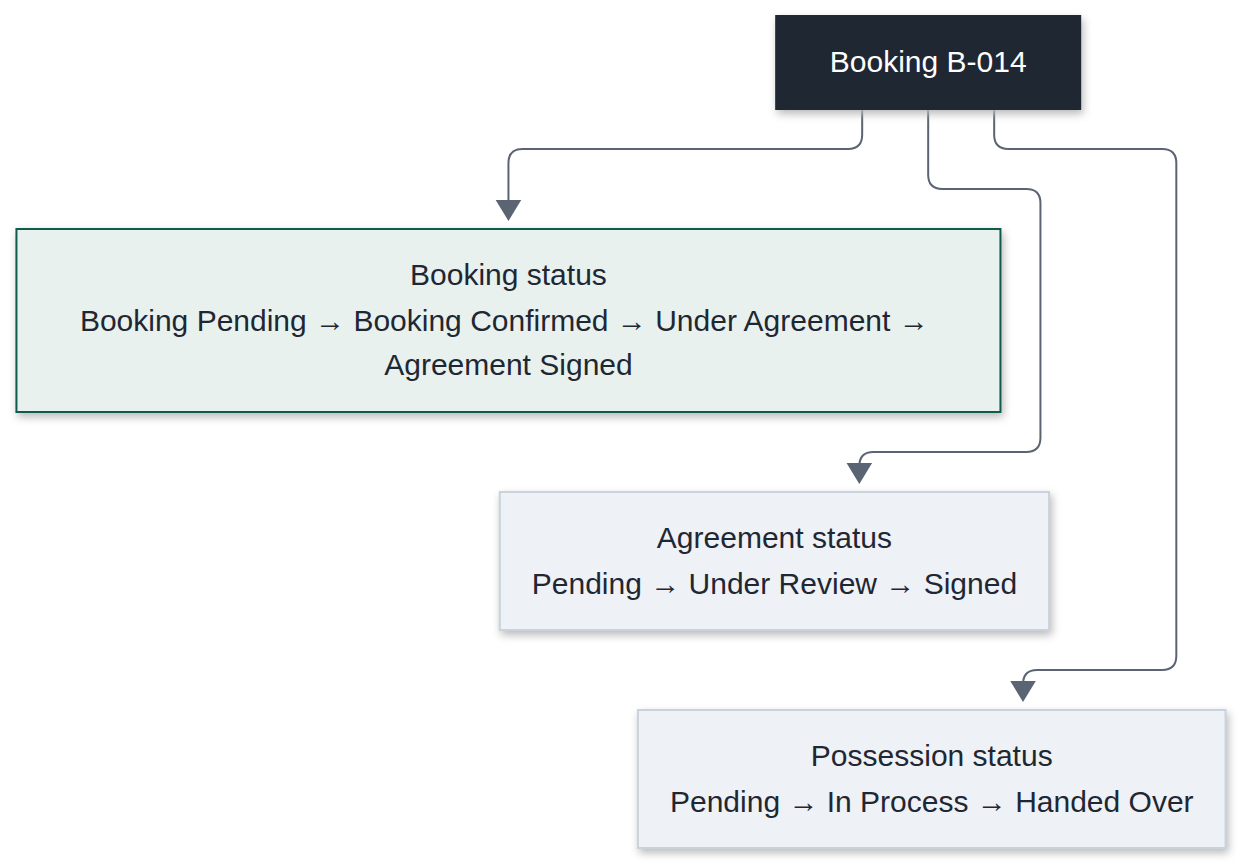 Booking B-014
Booking status
Booking Pending → Booking Confirmed → Under Agreement →
Agreement Signed
Agreement status
Pending → Under Review → Signed
Possession status
Pending → In Process → Handed Over